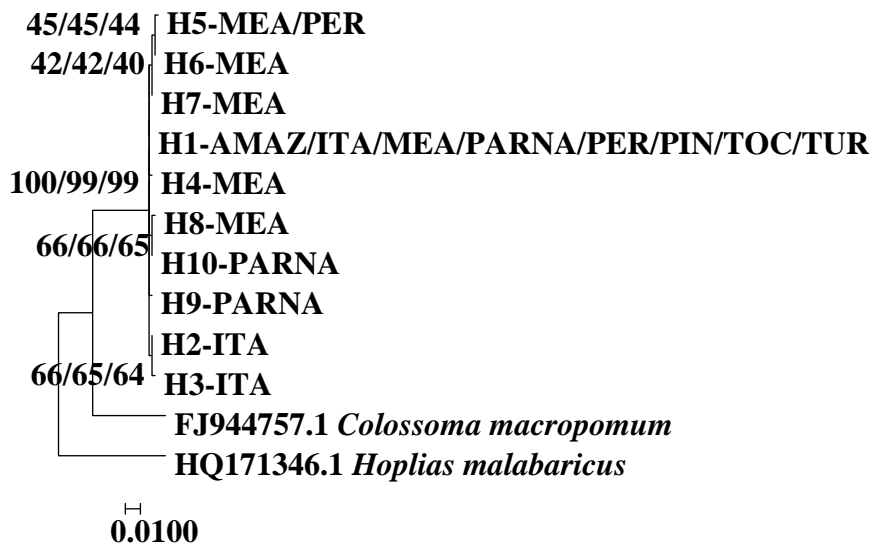 45/45/44 H5-MEA/PER
42/42/40 H6-MEA
H7-MEA
H1-AMAZ/ITA/MEA/PARNA/PER/PIN/TOC/TUR
100/99/99 H4-MEA
H8-MEA
66/66/65
H10-PARNA
H9-PARNA
H2-ITA
66/65/64
H3-ITA
FJ944757.1 Colossoma macropomum
HQ171346.1 Hoplias malabaricus
0.0100